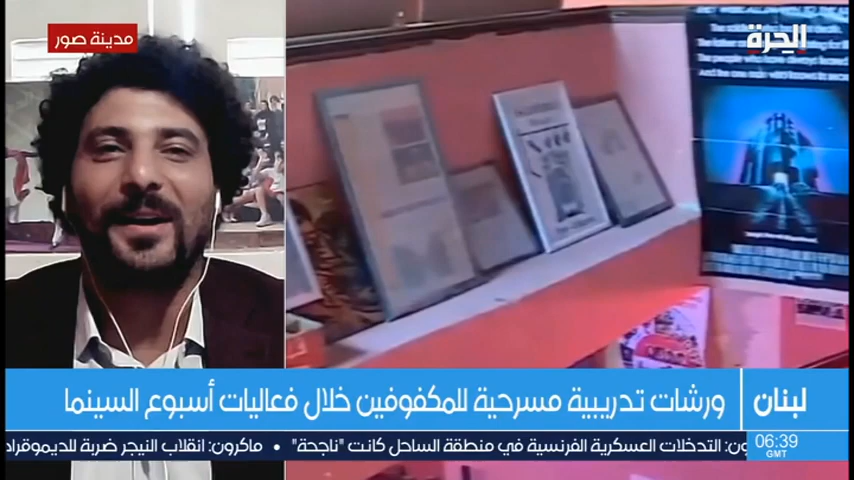 مدينة صور
الحرة
لبنان
ورشات تدريبية مسرحية للمكفوفين خلال فعاليات أسبوع السينما
06:39
GMT
ون: التدخلات العسكرية الفرنسية في منطقة الساحل كانت "ناجحة" • ماكرون: انقلاب النيجر ضربة للديموقراد